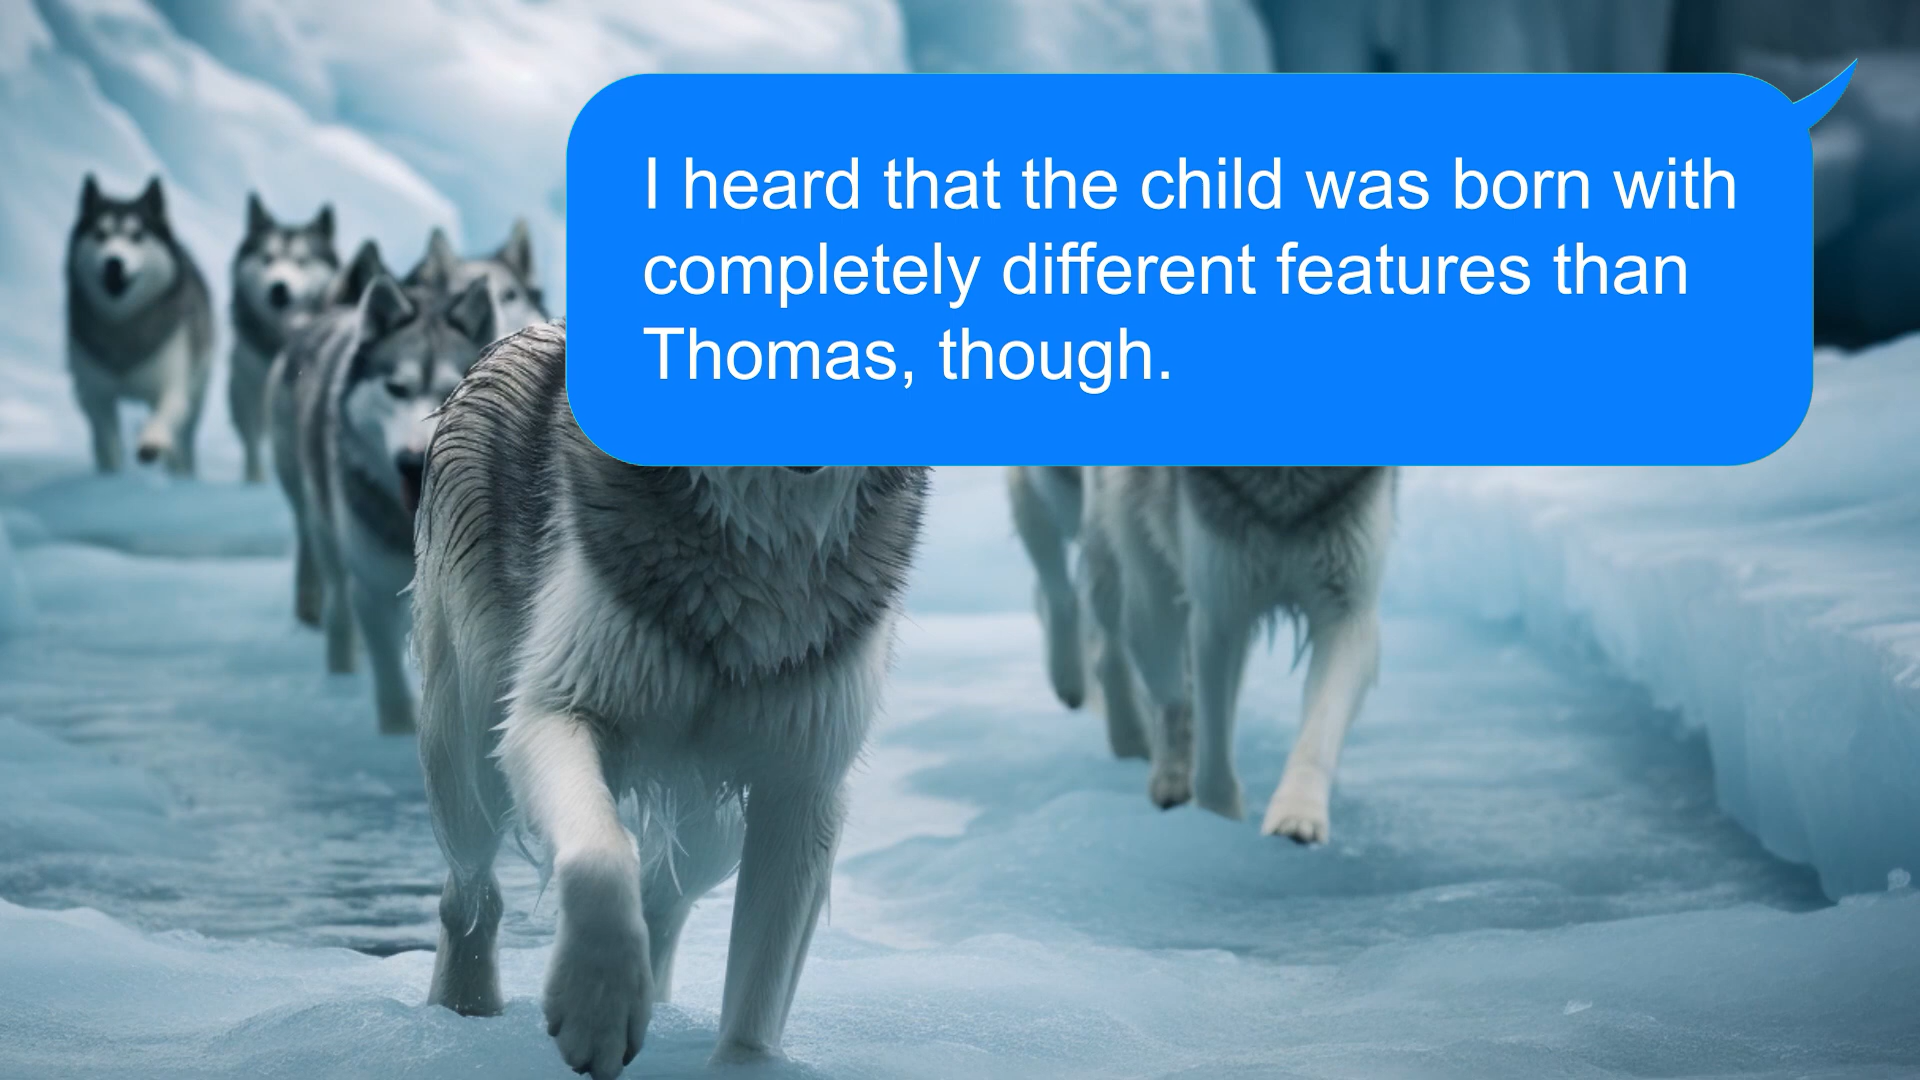 I heard that the child was born with
completely different features than
Thomas, though.